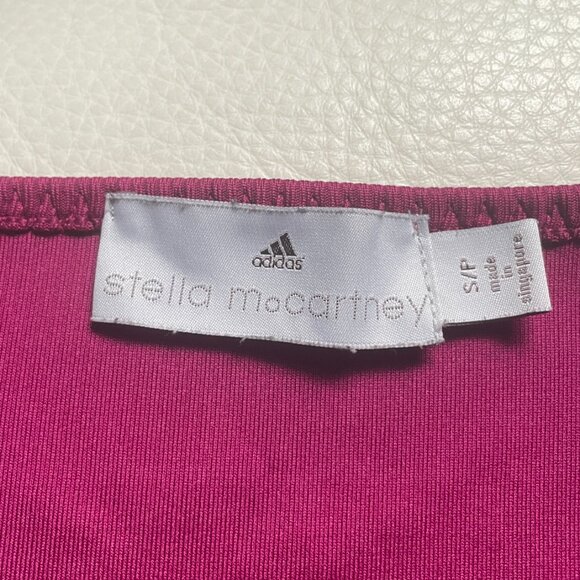 adidas
stella mccartney
S/P
made
in
singapore